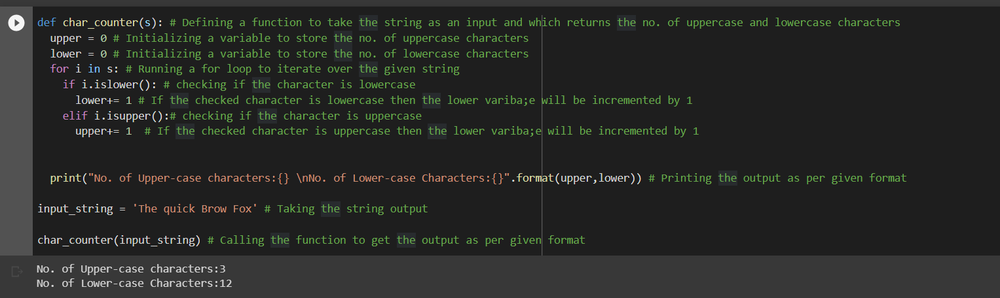 def char_counter(s): # Defining a function to take the string as an input and which returns the no. of uppercase and lowercase characters
  upper = 0 # Initializing a variable to store the no. of uppercase characters
  lower = 0 # Initializing a variable to store the no. of lowercase characters
  for i in s: # Running a for loop to iterate over the given string
    if i.islower(): # checking if the character is lowercase
      lower+= 1 # If the checked character is lowercase then the lower variba;e will be incremented by 1
    elif i.isupper():# checking if the character is uppercase
      upper+= 1  # If the checked character is uppercase then the lower variba;e will be incremented by 1
  print("No. of Upper-case characters:{} \nNo. of Lower-case Characters:{}".format(upper,lower)) # Printing the output as per given format
input_string = 'The quick Brow Fox' # Taking the string output
char_counter(input_string) # Calling the function to get the output as per given format
No. of Upper-case characters:3
No. of Lower-case Characters:12